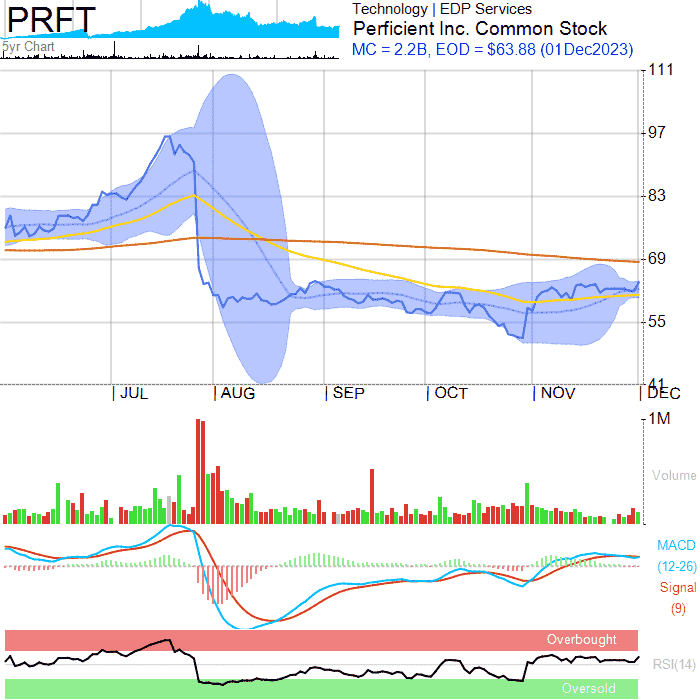 PRFT
Technology | EDP Services
Perficient Inc. Common Stock
MC = 2.2B, EOD = $63.88 (01Dec2023)
5yr Chart
111
97
83
69
55
41
JUL
AUG
SEP
OCT
NOV
DEC
1M
Volume
MACD
(12-26)
Signal
(9)
Overbought
RSI(14)
Oversold